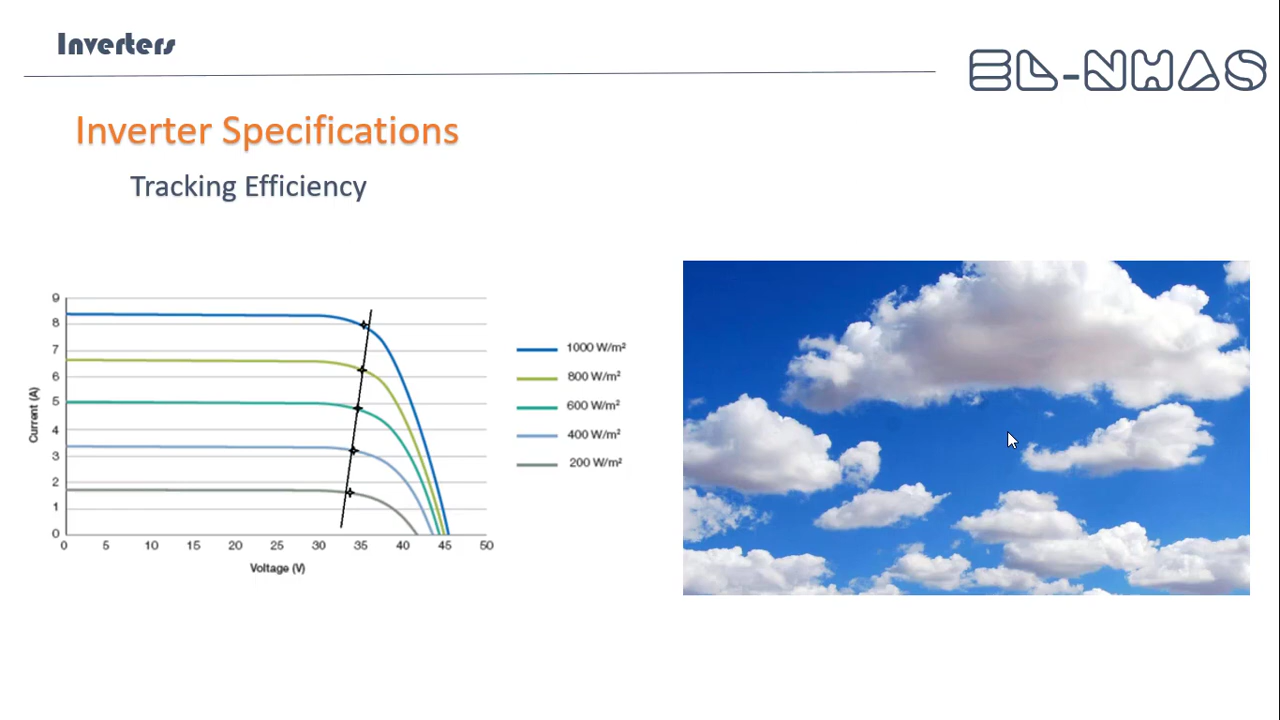 Inverters
EL-NHAS
Inverter Specifications
Tracking Efficiency
9
8
7
6
5
4
3
2
1
0
Current (A)
0 5 10 15 20 25 30 35 40 45 50
Voltage (V)
1000 W/m²
800 W/m²
600 W/m²
400 W/m²
200 W/m²